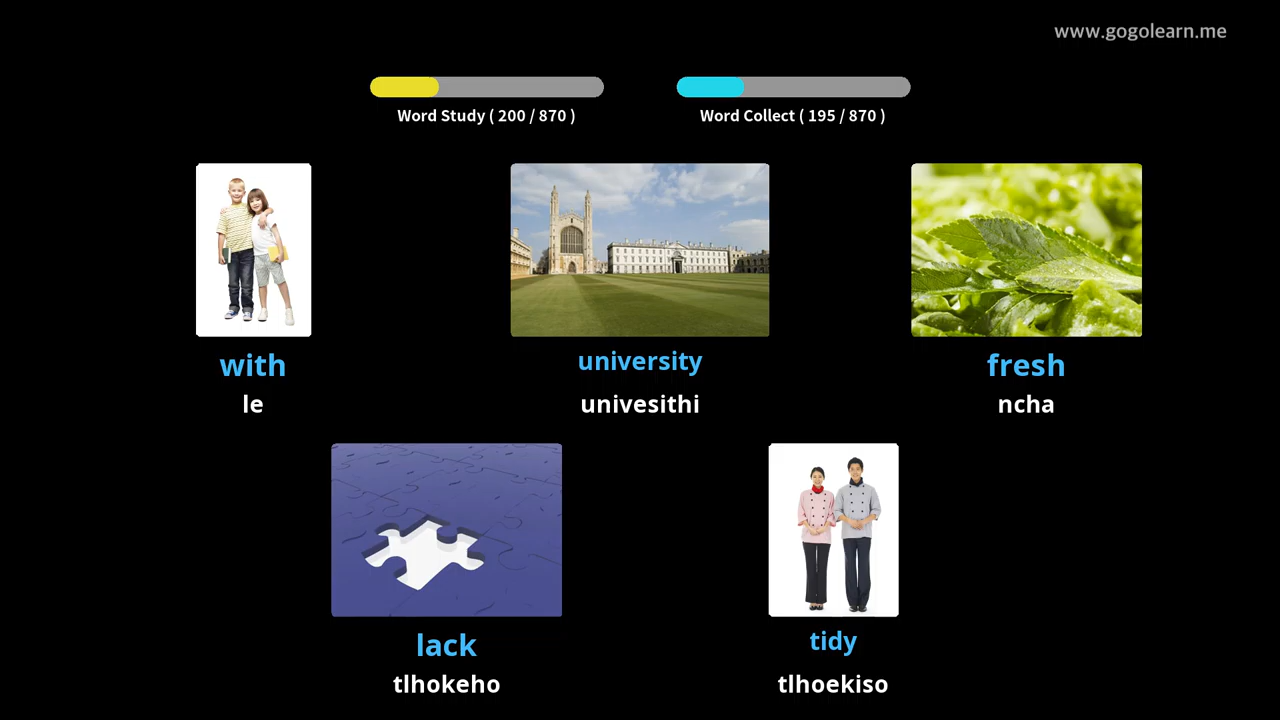 www.gogolearn.me
Word Study ( 200 / 870 )
Word Collect ( 195 / 870 )
with
le
university
univesithi
fresh
ncha
lack
tlhokeho
tidy
tlhoekiso